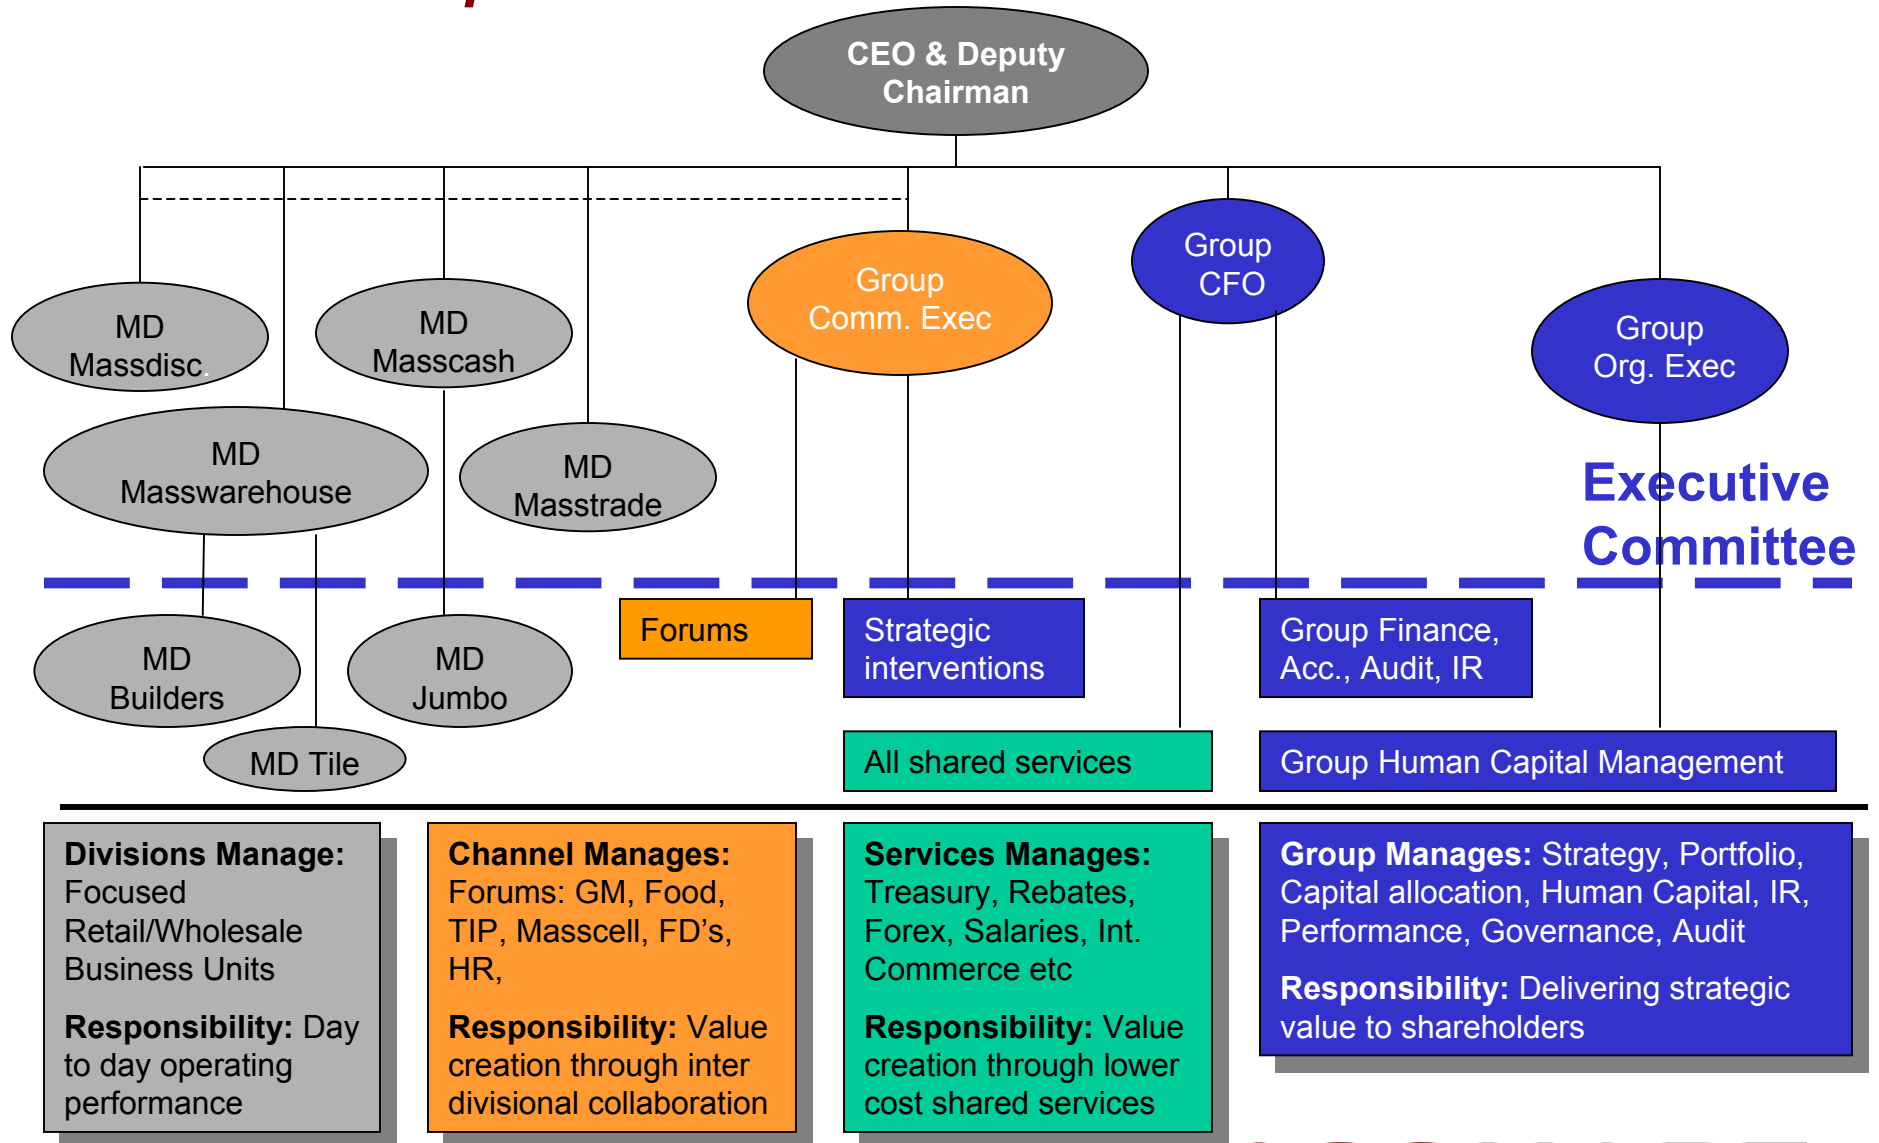 CEO & Deputy
Chairman
Group
CFO
Group
Comm. Exec
MD
Massdisc.
MD
Masscash
Group
Org. Exec
MD
Masswarehouse
MD
Masstrade
Executive
Committee
Forums
Strategic
interventions
Group Finance,
Acc., Audit, IR
MD
Builders
MD
Jumbo
MD Tile
All shared services
Group Human Capital Management
Divisions Manage:
Focused
Retail/Wholesale
Business Units
Responsibility: Day
to day operating
performance
Channel Manages:
Forums: GM, Food,
TIP, Masscell, FD's,
HR,
Responsibility: Value
creation through inter
divisional collaboration
Services Manages:
Treasury, Rebates,
Forex, Salaries, Int.
Commerce etc
Responsibility: Value
creation through lower
cost shared services
Group Manages: Strategy, Portfolio,
Capital allocation, Human Capital, IR,
Performance, Governance, Audit
Responsibility: Delivering strategic
value to shareholders